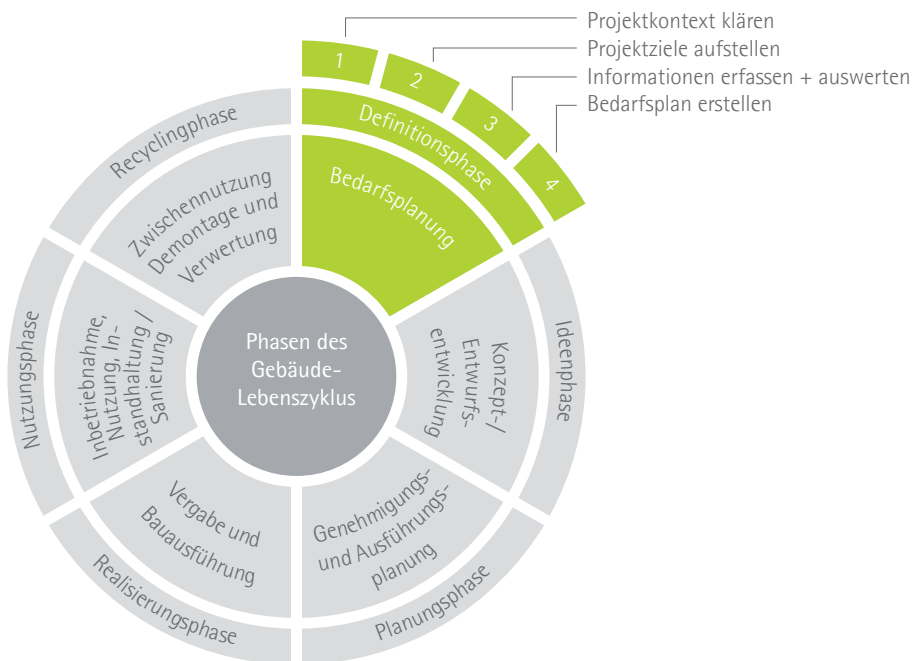 Projektkontext klären
Projektziele aufstellen
Informationen erfassen + auswerten
Bedarfsplan erstellen
1
2
3
4
Definitionsphase
Bedarfsplanung
Ideenphase
Konzept-/
Entwurfs-
entwicklung
Planungsphase
Genehmigungs-
und Ausführungs-
planung
Realisierungsphase
Vergabe und
Bauausführung
Nutzungsphase
Inbetriebnahme,
Nutzung, In-
standhaltung /
Sanierung
Recyclingphase
Zwischennutzung
Demontage und
Verwertung
Phasen des
Gebäude-
Lebenszyklus